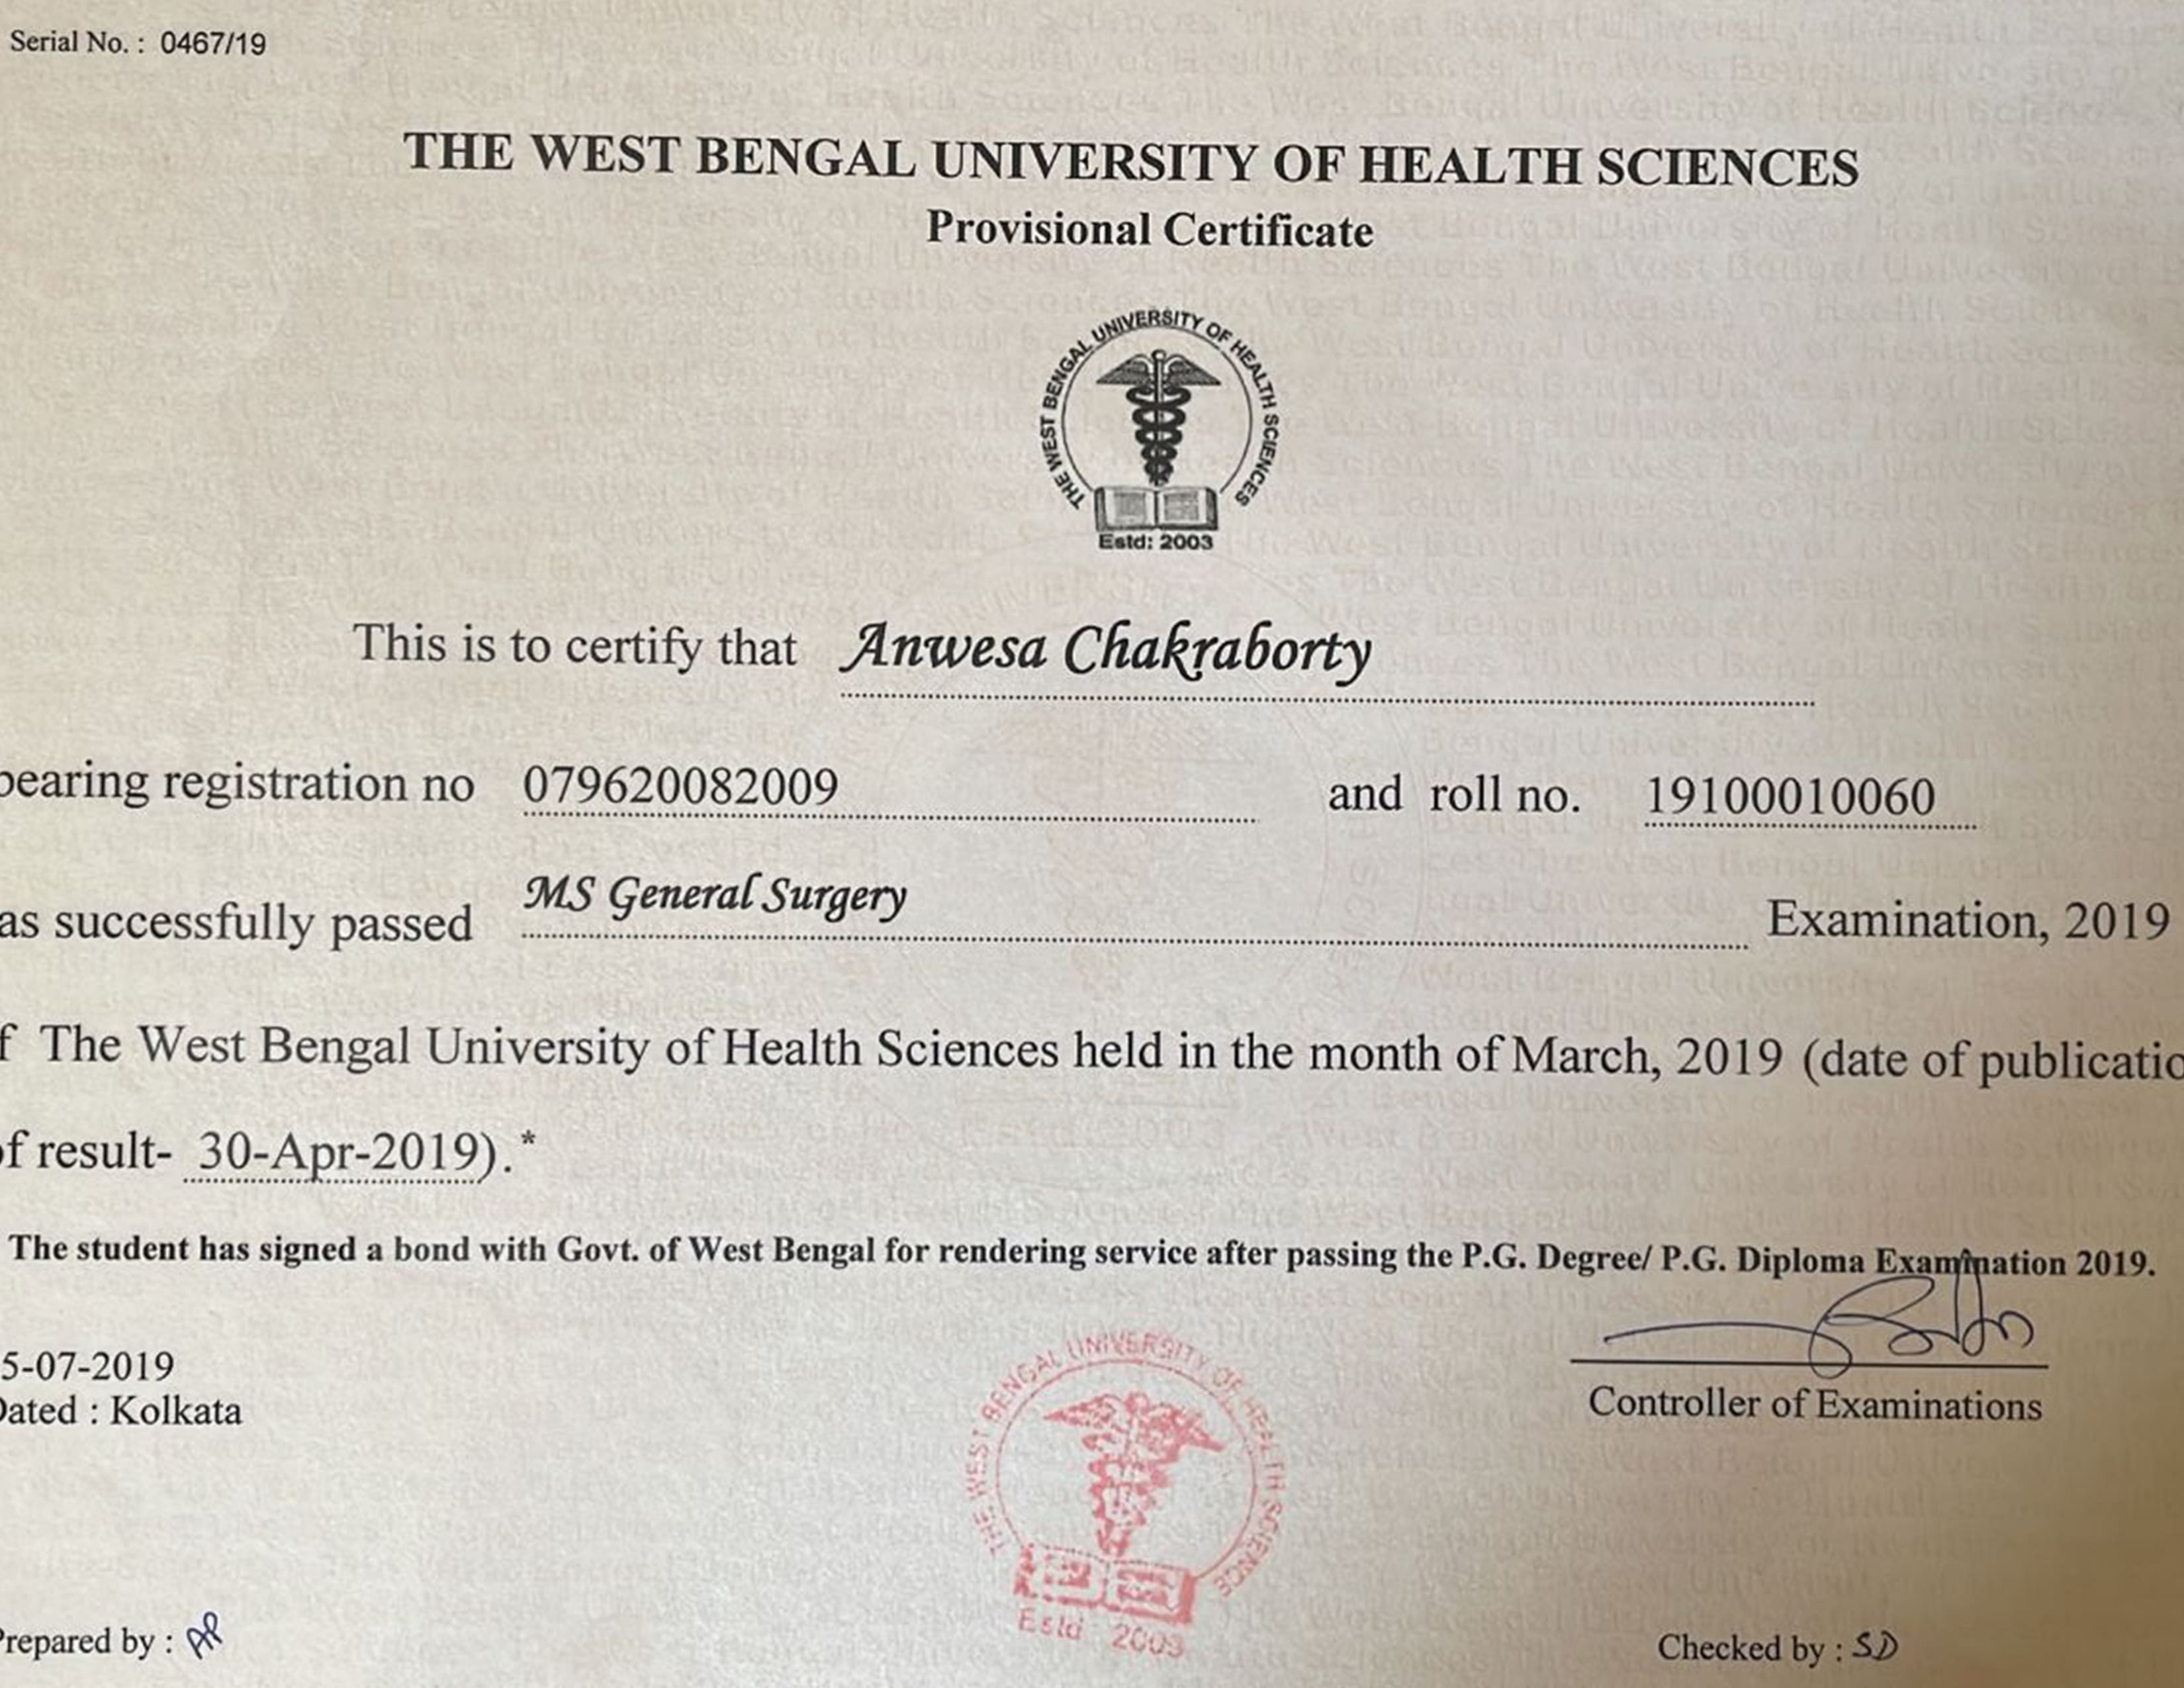 Serial No. : 0467/19
THE WEST BENGAL UNIVERSITY OF HEALTH SCIENCES
Provisional Certificate
THE WEST BENGAL UNIVERSITY OF HEALTH SCIENCES
Estd: 2003
This is to certify that Anwesa Chakraborty
bearing registration no 079620082009 and roll no. 19100010060
as successfully passed MS General Surgery Examination, 2019
f The West Bengal University of Health Sciences held in the month of March, 2019 (date of publicatio
of result- 30-Apr-2019).*
The student has signed a bond with Govt. of West Bengal for rendering service after passing the P.G. Degree/ P.G. Diploma Examination 2019.
5-07-2019
Dated : Kolkata
Controller of Examinations
THE WEST BENGAL UNIVERSITY OF HEALTH SCIENCE
Estd 2003
Prepared by : AR
Checked by : SD